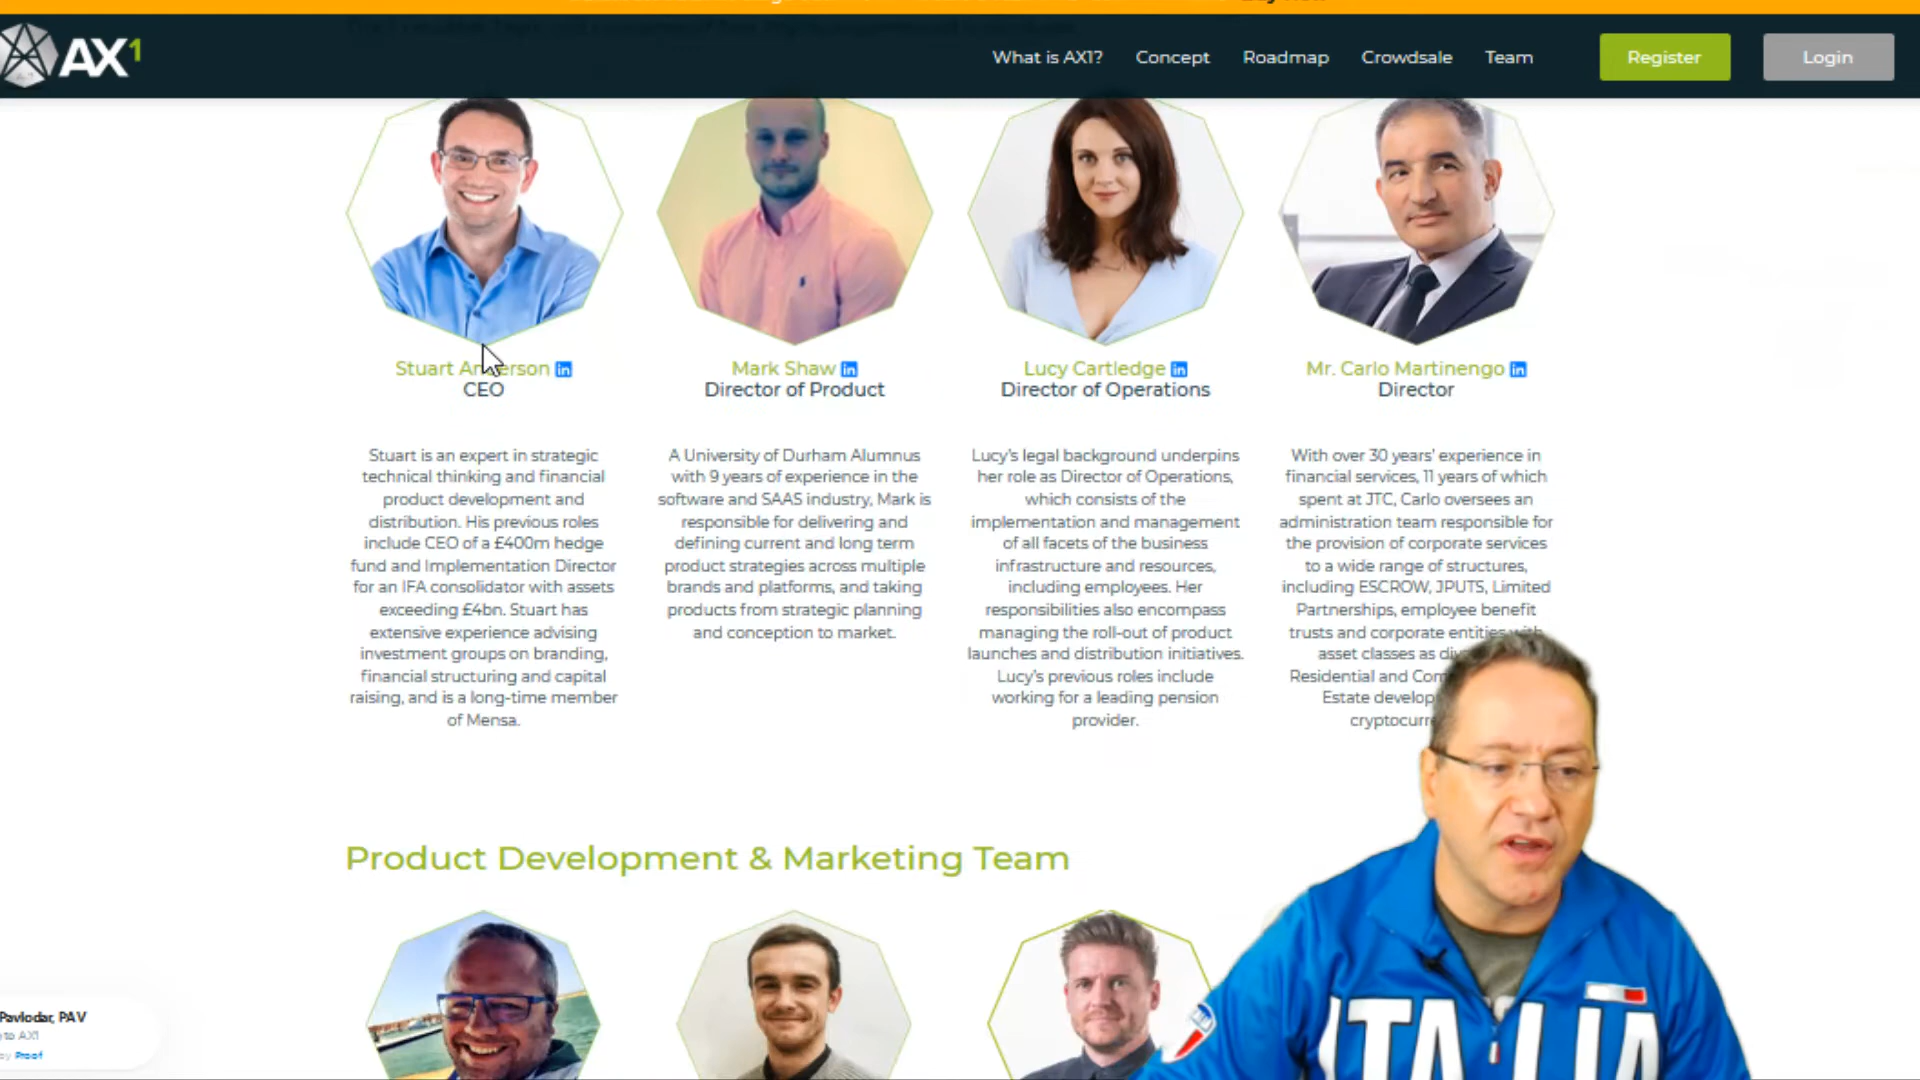 AX1
What is AX1?
Concept
Roadmap
Crowdsale
Team
Register
Login
Stuart Anderson in
CEO
Mark Shaw in
Director of Product
Lucy Cartledge in
Director of Operations
Mr. Carlo Martinengo in
Director
Stuart is an expert in strategic
technical thinking and financial
product development and
distribution. His previous roles
include CEO of a £400m hedge
fund and Implementation Director
for an IFA consolidator with assets
exceeding £4bn. Stuart has
extensive experience advising
investment groups on branding,
financial structuring and capital
raising, and is a long-time member
of Mensa.
A University of Durham Alumnus
with 9 years of experience in the
software and SAAS industry, Mark is
responsible for delivering and
defining current and long term
product strategies across multiple
brands and platforms, and taking
products from strategic planning
and conception to market.
Lucy's legal background underpins
her role as Director of Operations,
which consists of the
implementation and management
of all facets of the business
infrastructure and resources,
including employees. Her
responsibilities also encompass
managing the roll-out of product
launches and distribution initiatives.
Lucy's previous roles include
working for a leading pension
provider.
With over 30 years' experience in
financial services, 11 years of which
spent at JTC, Carlo oversees an
administration team responsible for
the provision of corporate services
to a wide range of structures,
including ESCROW, JPUTS, Limited
Partnerships, employee benefit
trusts and corporate entities with
asset classes as
Residential and
Estate
Product Development & Marketing Team
Pavlodar, PAV
to AX1
by Proof
ITALIA